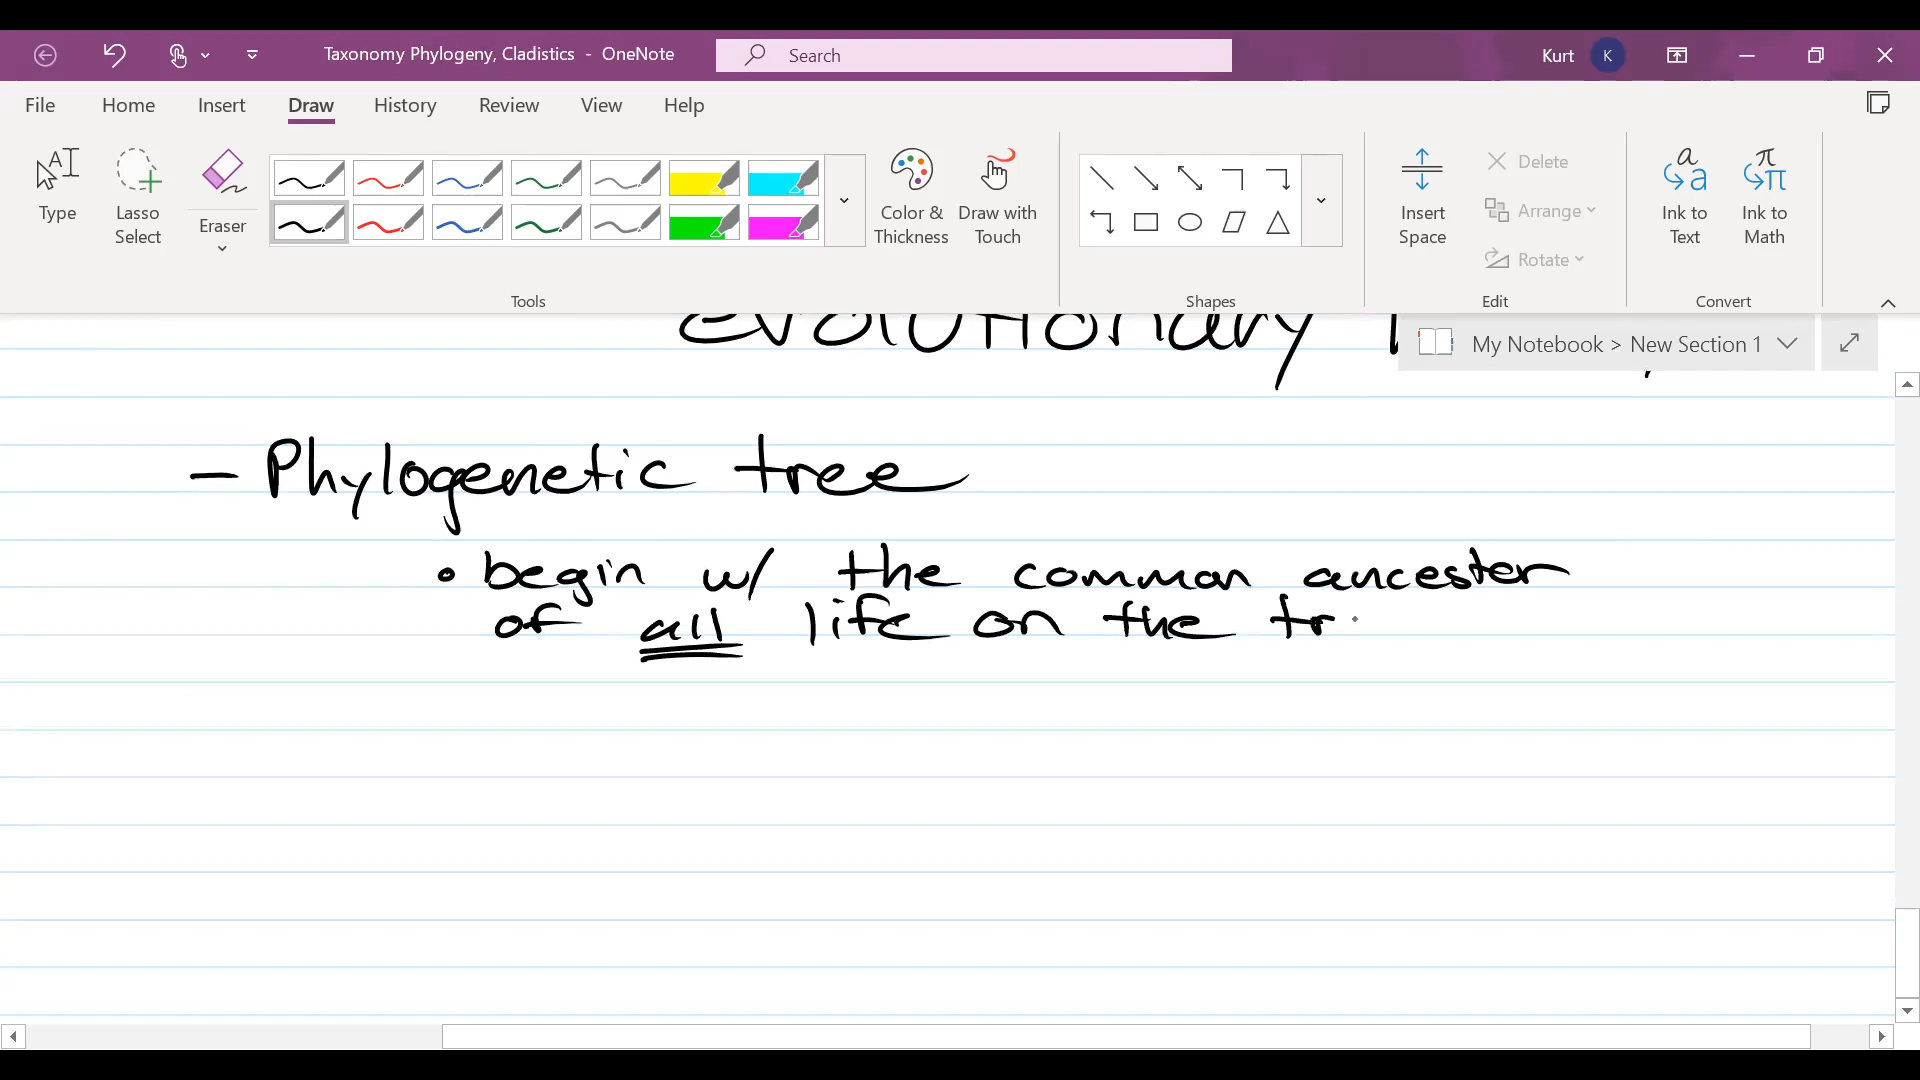 Taxonomy Phylogeny, Cladistics - OneNote
Search
Kurt
K
File Home Insert Draw History Review View Help
Type
Lasso Select
Eraser
Color & Thickness
Draw with Touch
Insert Space
Delete
Arrange
Rotate
Ink to Text
Ink to Math
Tools Shapes Edit Convert
My Notebook > New Section 1
evolutionary
- Phylogenetic tree
• begin w/ the common ancester
of all life on the tr